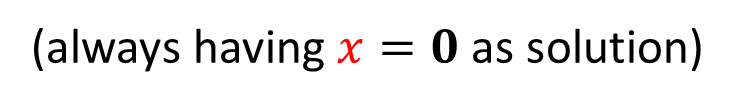 (always having x = 0 as solution)